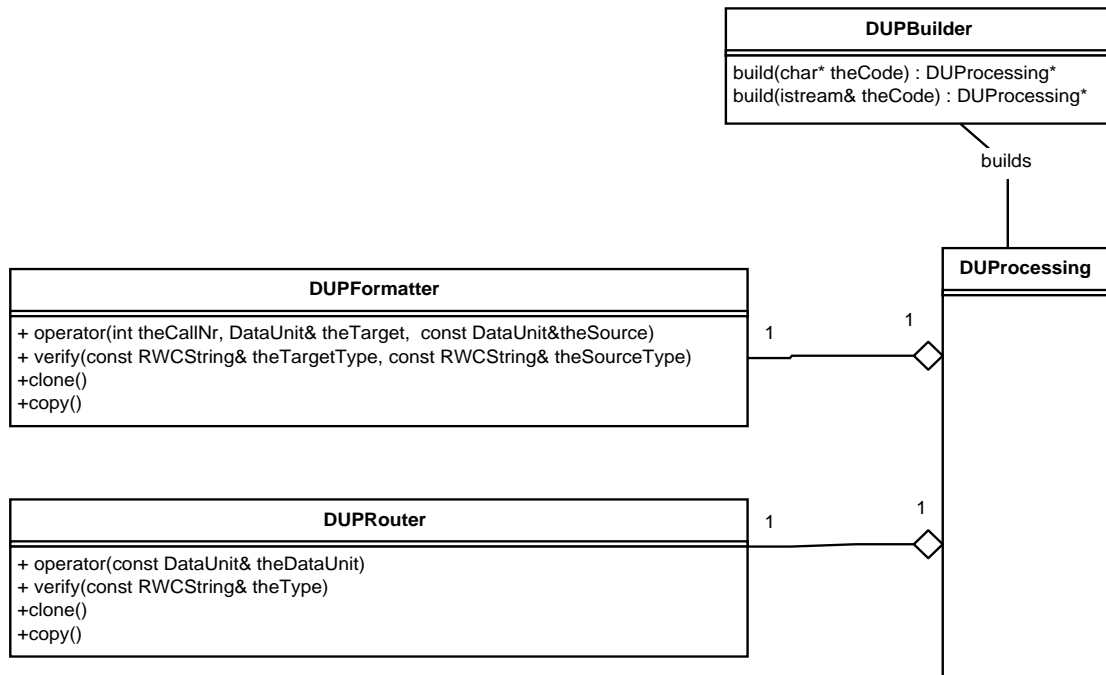 DUPBuilder
build(char* theCode) : DUProcessing*
build(istream& theCode) : DUProcessing*
builds
DUProcessing
DUPFormatter
+ operator(int theCallNr, DataUnit& theTarget,  const DataUnit&theSource)
+ verify(const RWCString& theTargetType, const RWCString& theSourceType)
+clone()
+copy()
1
1
DUPRouter
+ operator(const DataUnit& theDataUnit)
+ verify(const RWCString& theType)
+clone()
+copy()
1
1